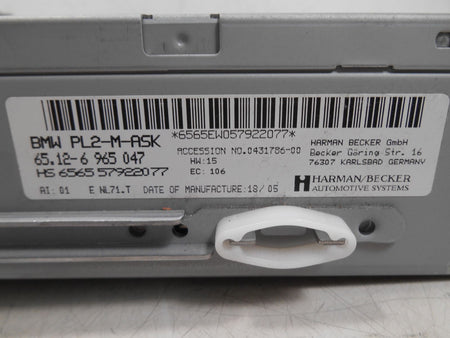 *6565EW057922077*
BMW PL2-M-ASK
65.12-6 965 047
HS 6565 57922077
AI: 01 E NL71.T DATE OF MANUFACTURE: 18/05
ACCESSION NO.0431786-00
HW: 15
EC: 106
HARMAN BECKER GmbH
Becker Göring Str. 16
76307 KARLSBAD GERMANY
HARMAN/BECKER
AUTOMOTIVE SYSTEMS